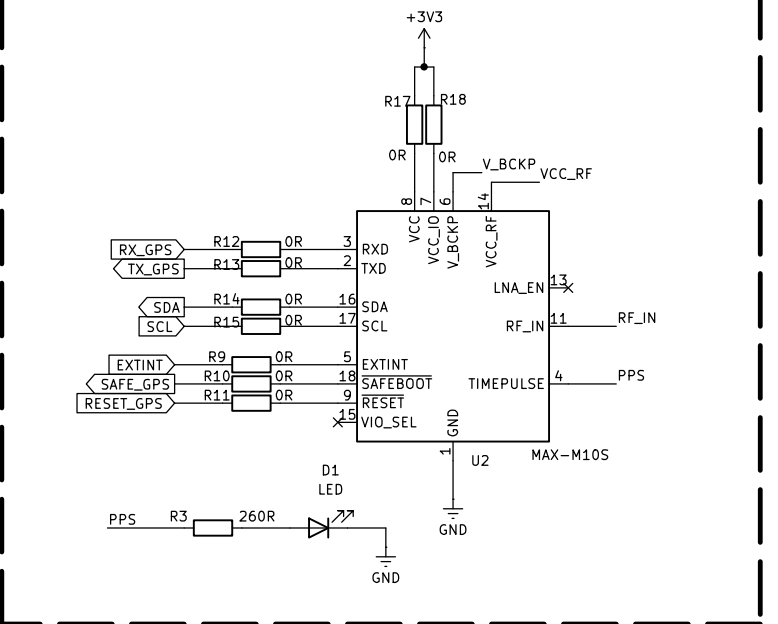 +3V3
R17 R18
0R 0R
V_BCKP
VCC_RF
8 7 6 14
VCC VCC_IO V_BCKP VCC_RF
RX_GPS R12 0R 3 RXD
TX_GPS R13 0R 2 TXD
LNA_EN 13
SDA R14 0R 16 SDA
SCL R15 0R 17 SCL
RF_IN 11 RF_IN
EXTINT R9 0R 5 EXTINT
SAFE_GPS R10 0R 18 SAFEBOOT
TIMEPULSE 4 PPS
RESET_GPS R11 0R 9 RESET
15 VIO_SEL
GND
1
U2
MAX-M10S
GND
D1
LED
PPS R3 260R
GND